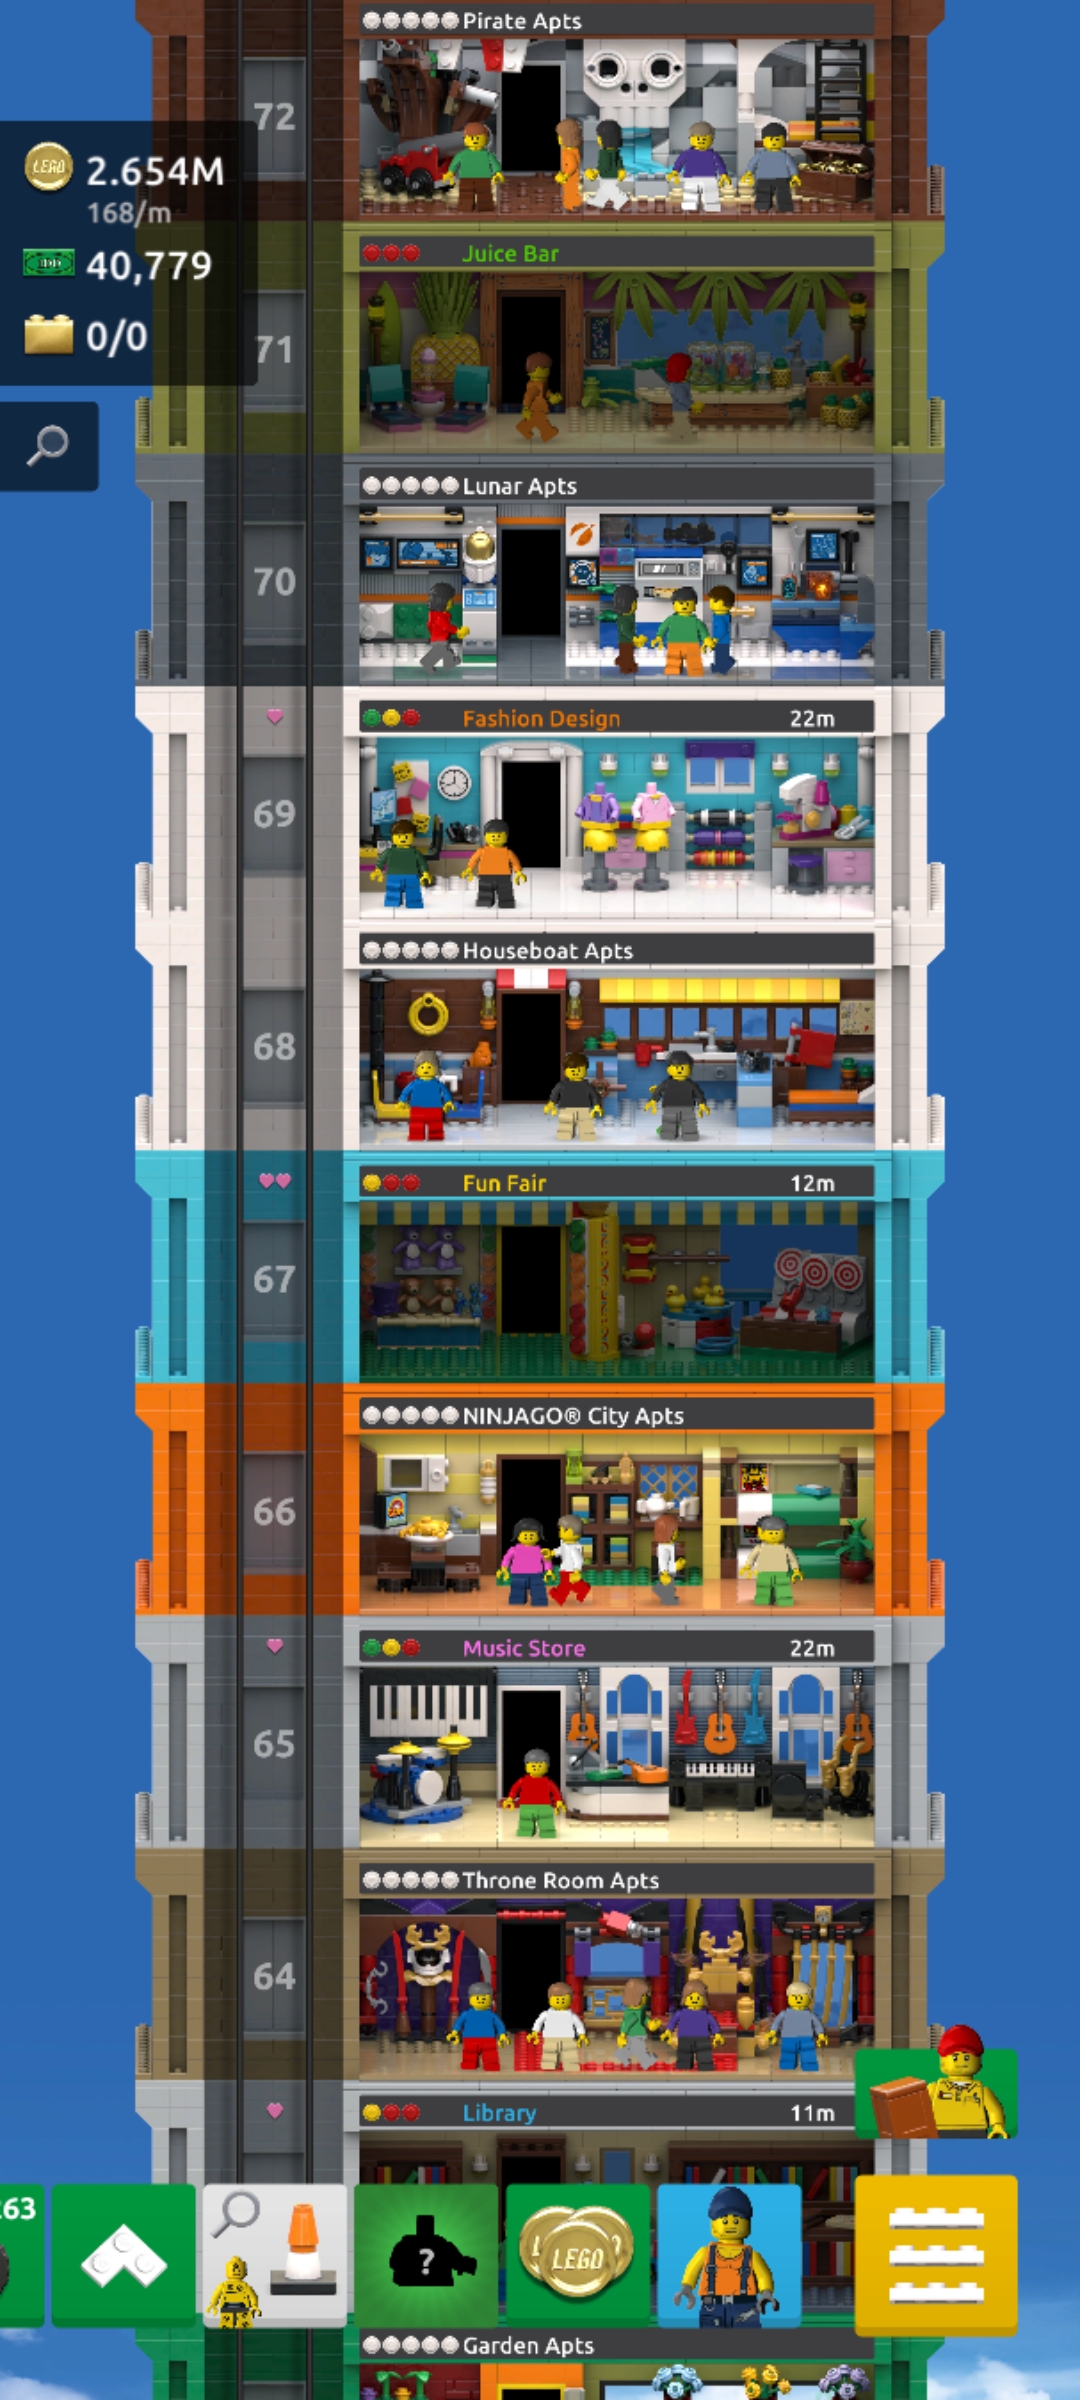 Pirate Apts
72
LEGO 2.654M
168/m
40,779
0/0
Juice Bar
71
Lunar Apts
70
Fashion Design 22m
69
Houseboat Apts
68
Fun Fair 12m
67
NINJAGO® City Apts
66
Music Store 22m
65
Throne Room Apts
64
Library 11m
263
?
LEGO
Garden Apts